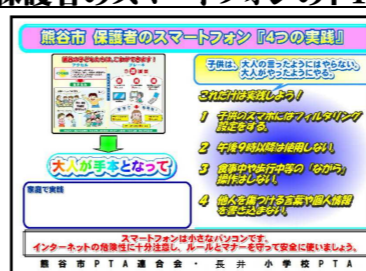 熊谷市 保護者のスマートフォン『4つの実践』
子供は、大人の言ったようにはやらない、
大人がやったようにやる。
これだけは実践しよう！
1 子供のスマホにはフィルタリング
設定をする。
2 午後9時以降は使用しない。
3 食事中や歩行中等の「ながら」
操作はしない。
4 他人を傷つける言葉や個人情報
を書き込まない。
大人が手本となって
家庭で実践
スマートフォンは小さなパソコンです。
インターネットの危険性に十分注意し、ルールとマナーを守って安全に使いましょう。
熊谷市PTA連合会・長井小学校PTA